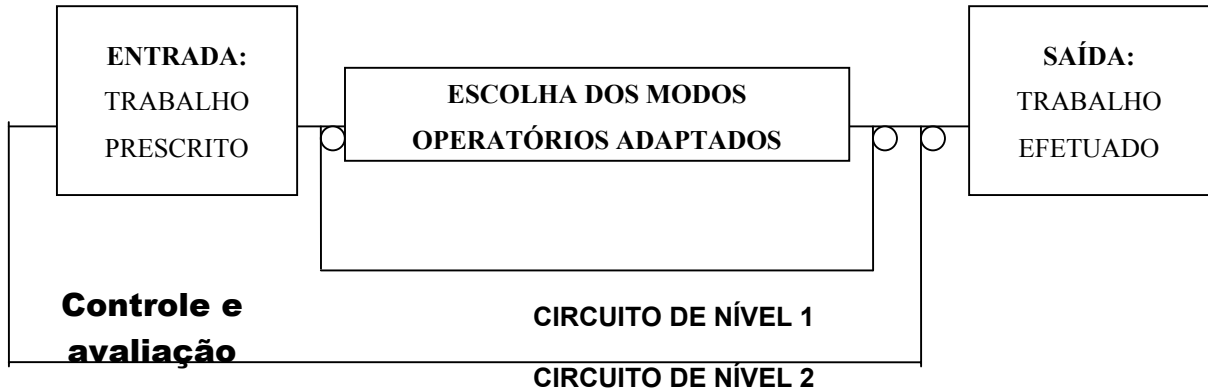 ENTRADA:
TRABALHO
PRESCRITO
ESCOLHA DOS MODOS
OPERATÓRIOS ADAPTADOS
SAÍDA:
TRABALHO
EFETUADO
Controle e
avaliação
CIRCUITO DE NÍVEL 1
CIRCUITO DE NÍVEL 2